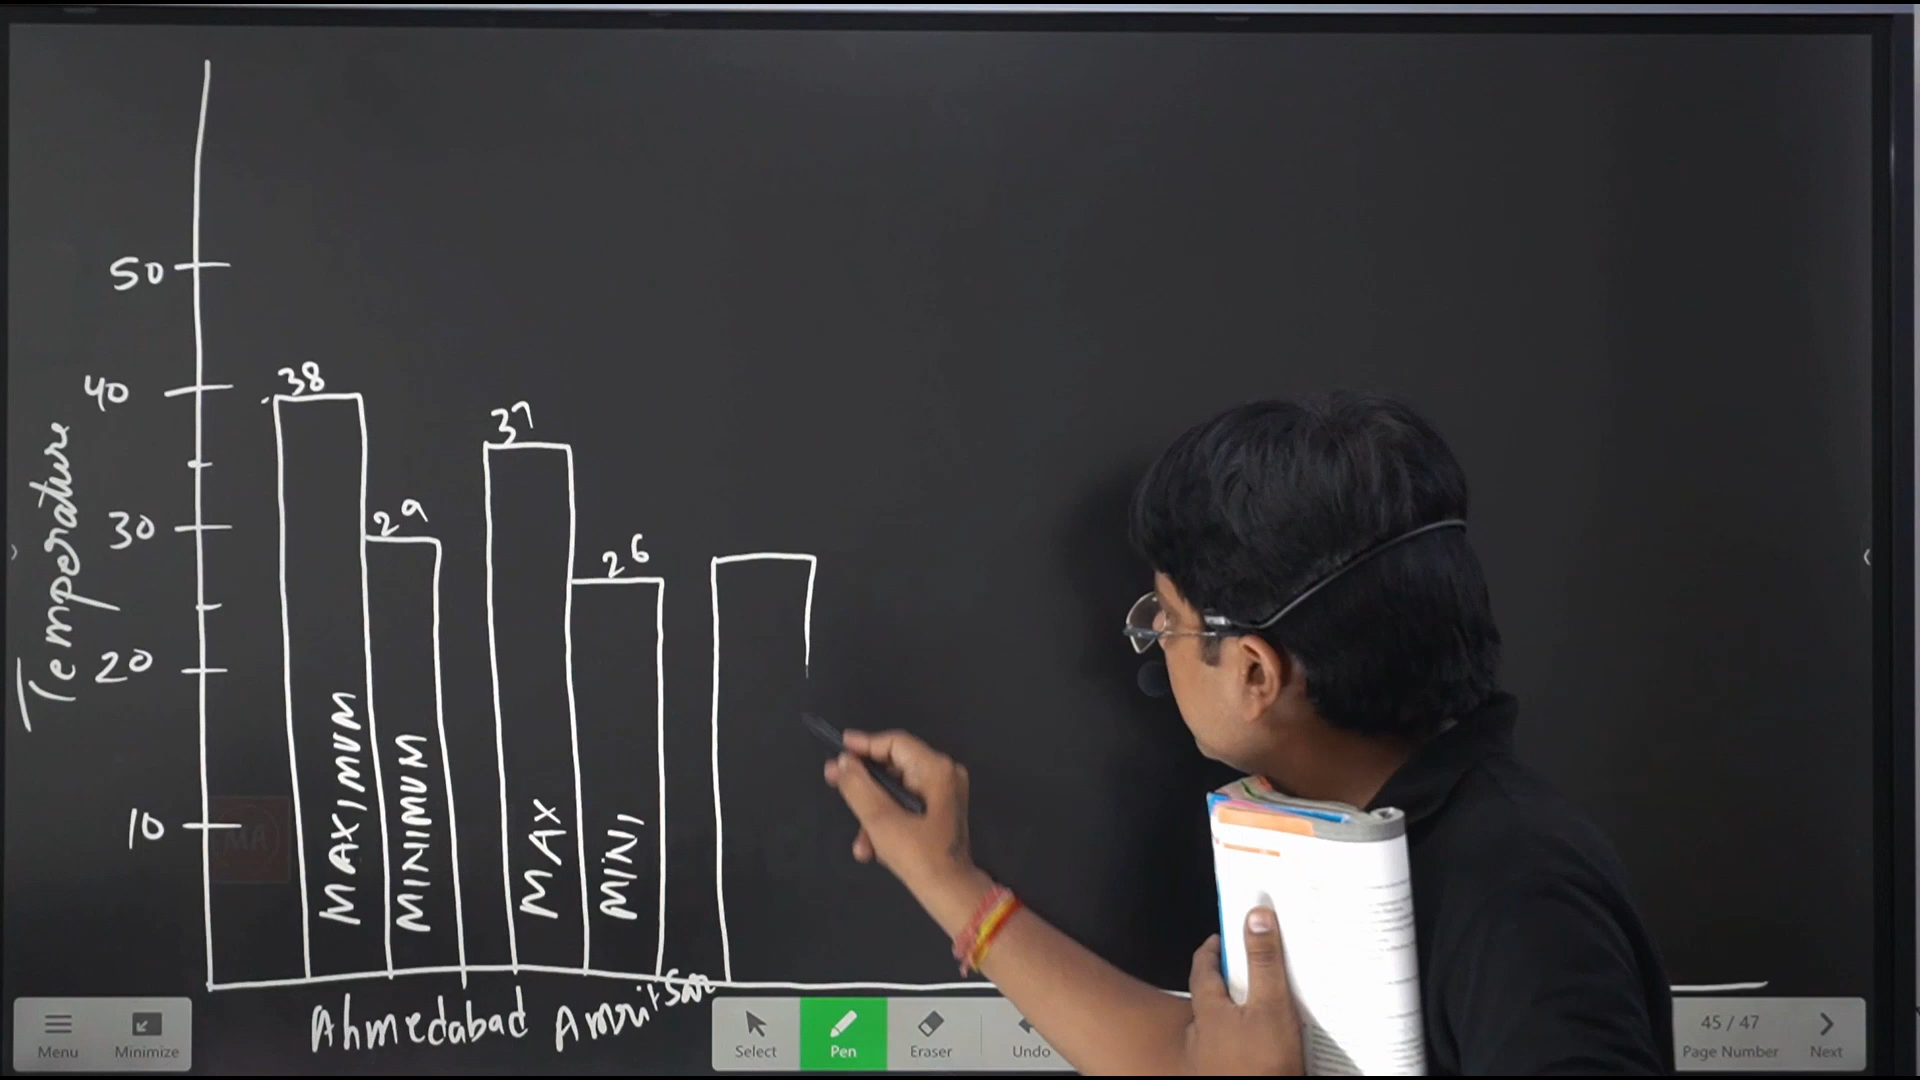 50
40
30
20
10
Temperature
38
29
37
26
MAXIMUM
MINIMUM
MAX
MINI
Ahmedabad Amritsar
MA
Menu
Minimize
Select
Pen
Eraser
Undo
45 / 47
Page Number
Next